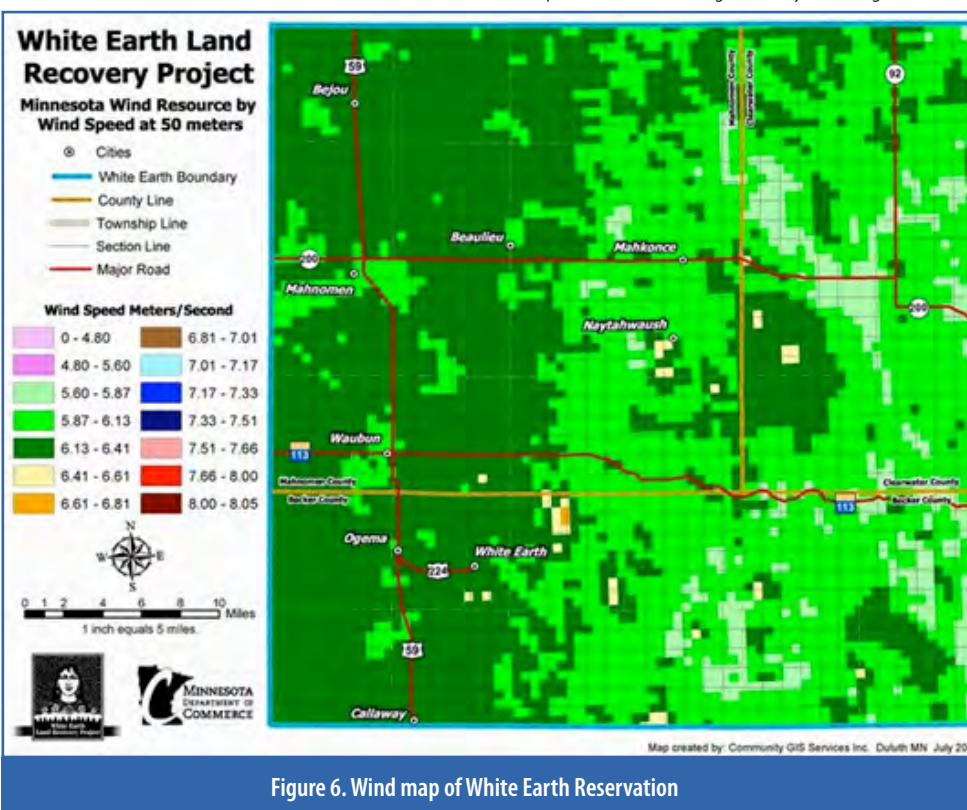 White Earth Land
Recovery Project
Minnesota Wind Resource by
Wind Speed at 50 meters
Cities
White Earth Boundary
County Line
Township Line
Section Line
Major Road
Wind Speed Meters/Second
0 - 4.80
4.80 - 5.60
5.60 - 5.87
5.87 - 6.13
6.13 - 6.41
6.41 - 6.61
6.61 - 6.81
6.81 - 7.01
7.01 - 7.17
7.17 - 7.33
7.33 - 7.51
7.51 - 7.66
7.66 - 8.00
8.00 - 8.05
N
W E
S
0 1 2 4 6 8 10
Miles
1 inch equals 5 miles.
White Earth
Land Recovery Project
MINNESOTA
DEPARTMENT OF
COMMERCE
59
Bejou
Mahnomen County
Clearwater County
92
Beaulieu
Mahkonce
200
Mahnomen
200
Naytahwaush
Waubun
113
Mahnomen County
Becker County
Clearwater County
Becker County
113
Ogema
White Earth
224
59
Callaway
Map created by: Community GIS Services Inc. Duluth MN July 20
Figure 6. Wind map of White Earth Reservation